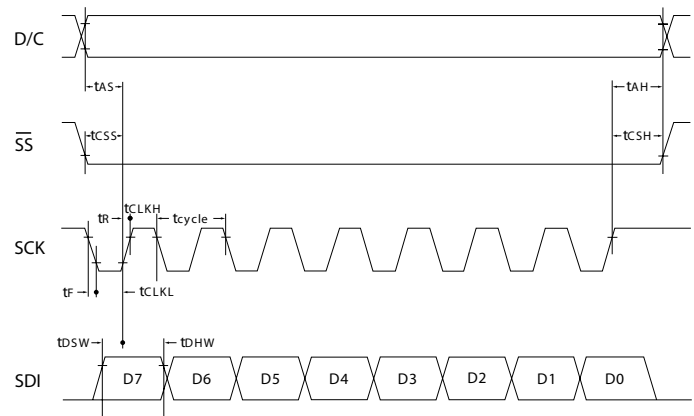 D/C
tAS
tAH
SS
tCSS
tCSH
tR
tCLKH
tcycle
SCK
tF
tCLKL
tDSW
tDHW
SDI
D7
D6
D5
D4
D3
D2
D1
D0